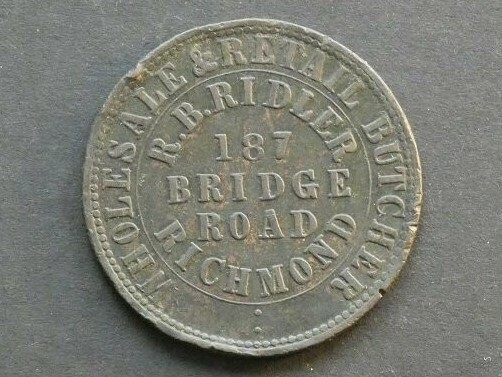 WHOLESALE & RETAIL BUTCHER
R.B.RIDLER
187
BRIDGE
ROAD
RICHMOND